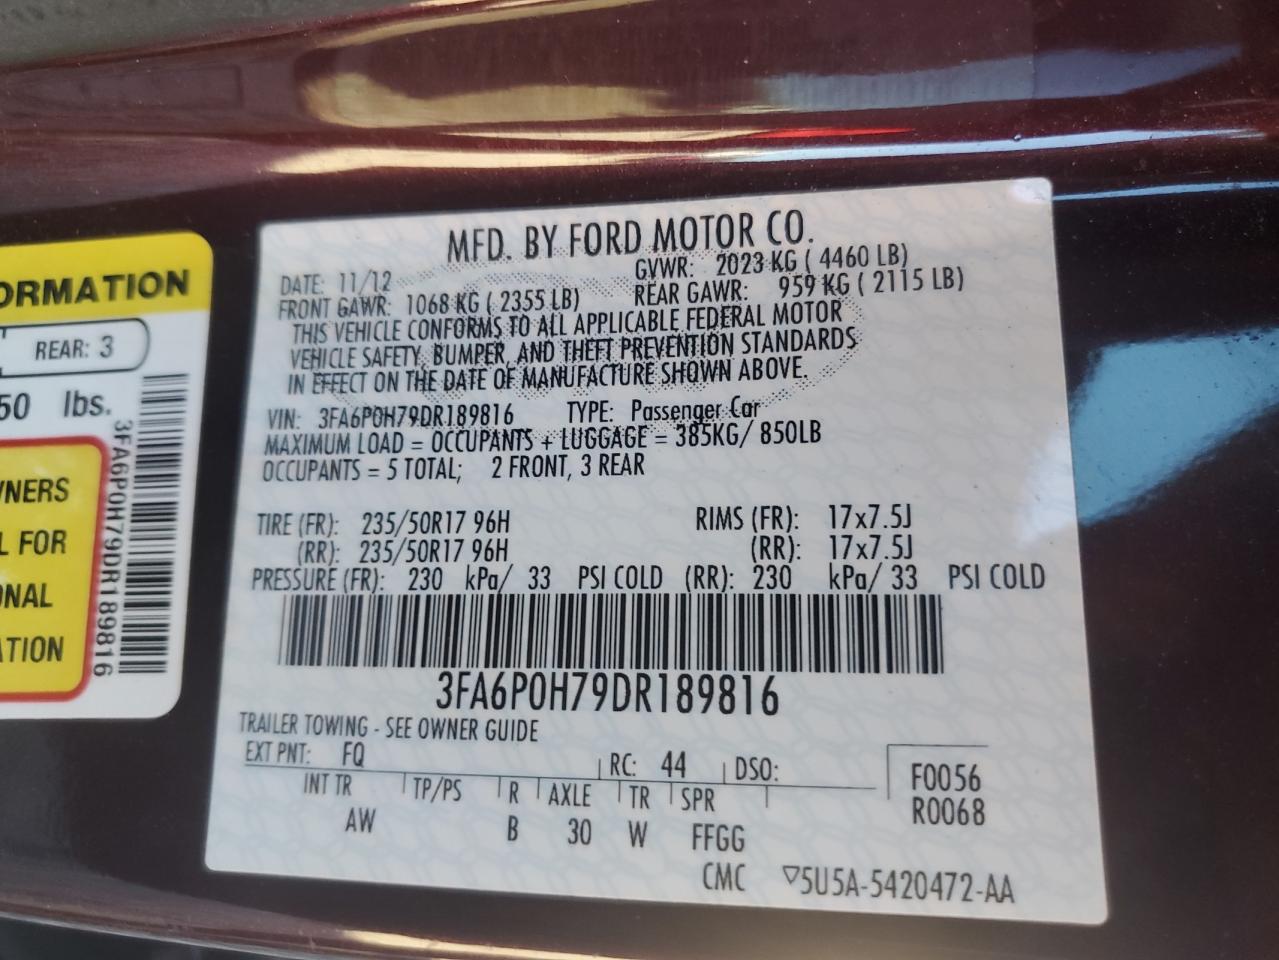 ORMATION
REAR: 3
50 lbs.
3FA6P0H79DR189816
NERS
L FOR
NAL
TION
MFD. BY FORD MOTOR CO.
DATE: 11/12 GVWR: 2023 KG ( 4460 LB)
FRONT GAWR: 1068 KG ( 2355 LB) REAR GAWR: 959 KG ( 2115 LB)
THIS VEHICLE CONFORMS TO ALL APPLICABLE FEDERAL MOTOR
VEHICLE SAFETY, BUMPER, AND THEFT PREVENTION STANDARDS
IN EFFECT ON THE DATE OF MANUFACTURE SHOWN ABOVE.
VIN: 3FA6P0H79DR189816 TYPE: Passenger Car
MAXIMUM LOAD = OCCUPANTS + LUGGAGE = 385KG/ 850LB
OCCUPANTS = 5 TOTAL; 2 FRONT, 3 REAR
TIRE (FR): 235/50R17 96H RIMS (FR): 17x7.5J
(RR): 235/50R17 96H (RR): 17x7.5J
PRESSURE (FR): 230 kPa/ 33 PSI COLD (RR): 230 kPa/ 33 PSI COLD
3FA6P0H79DR189816
TRAILER TOWING - SEE OWNER GUIDE
EXT PNT: FQ RC: 44 DSO:
F0056
INT TR TP/PS R AXLE TR SPR
R0068
AW B 30 W FFGG
CMC ▽5U5A-5420472-AA